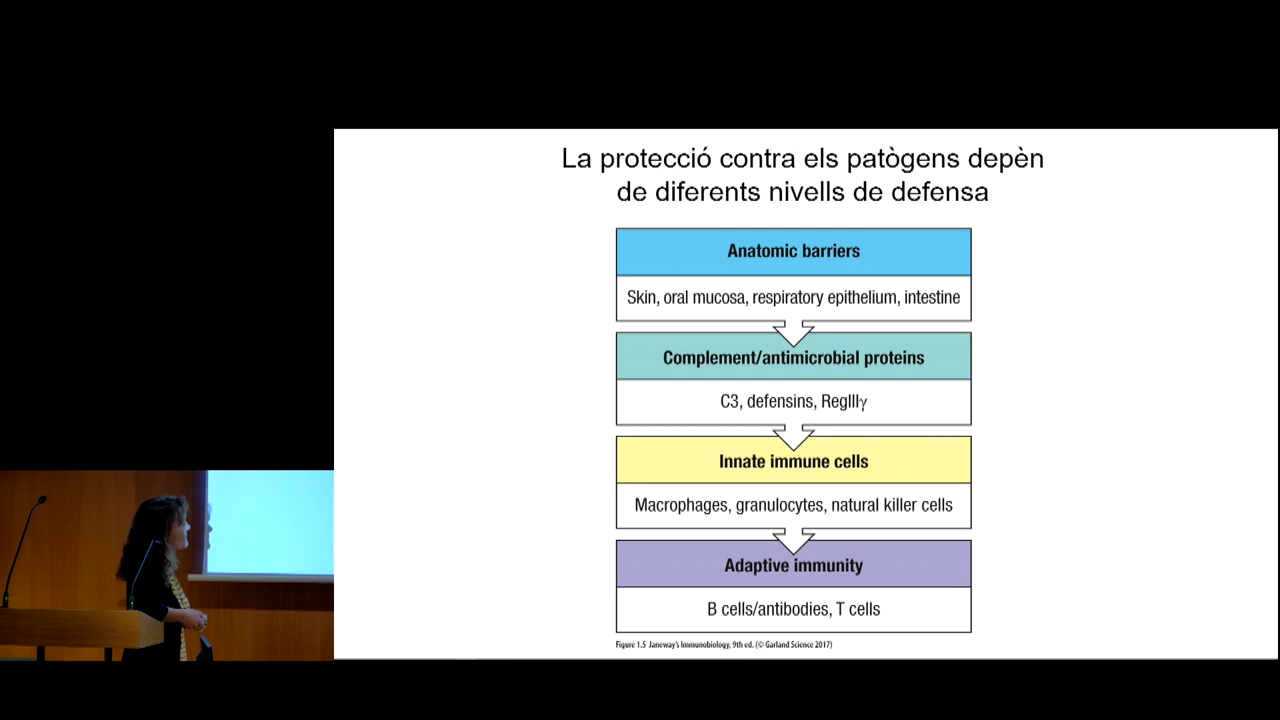 La protecció contra els patògens depèn
de diferents nivells de defensa
Anatomic barriers
Skin, oral mucosa, respiratory epithelium, intestine
Complement/antimicrobial proteins
C3, defensins, RegIIIγ
Innate immune cells
Macrophages, granulocytes, natural killer cells
Adaptive immunity
B cells/antibodies, T cells
Figure 1.5 Janeway's Immunobiology, 9th ed. (© Garland Science 2017)